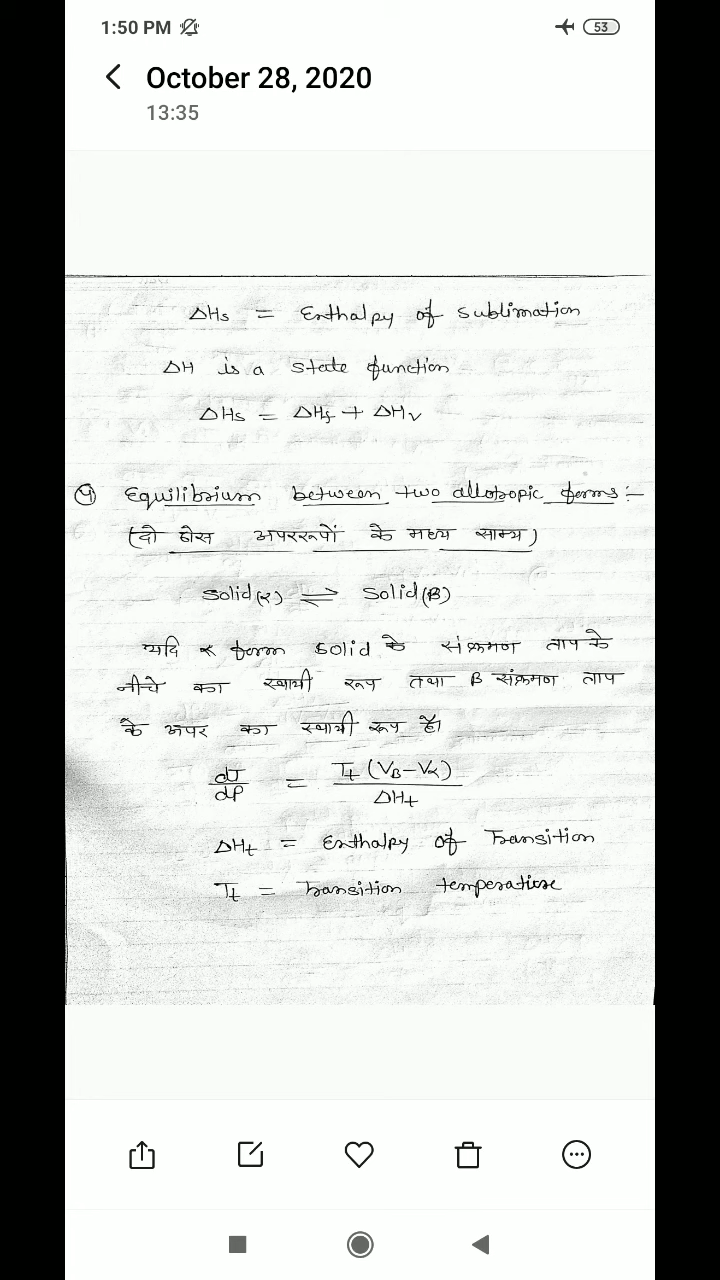 1:50 PM
53
October 28, 2020
13:35
ΔHs = Enthalpy of sublimation
ΔH is a state function
ΔHs = ΔHf + ΔHv
④ Equilibrium between two allotropic forms:-
(दो ठोस अपररूपों के मध्य साम्य)
Solid(α) ⇌ Solid(β)
यदि α form solid के संक्रमण ताप के
नीचे का स्थायी रूप तथा β संक्रमण ताप
के ऊपर का स्थायी रूप है।
dT/dP = Tt (Vβ-Vα)/ΔHt
ΔHt = Enthalpy of Transition
Tt = Transition temperature